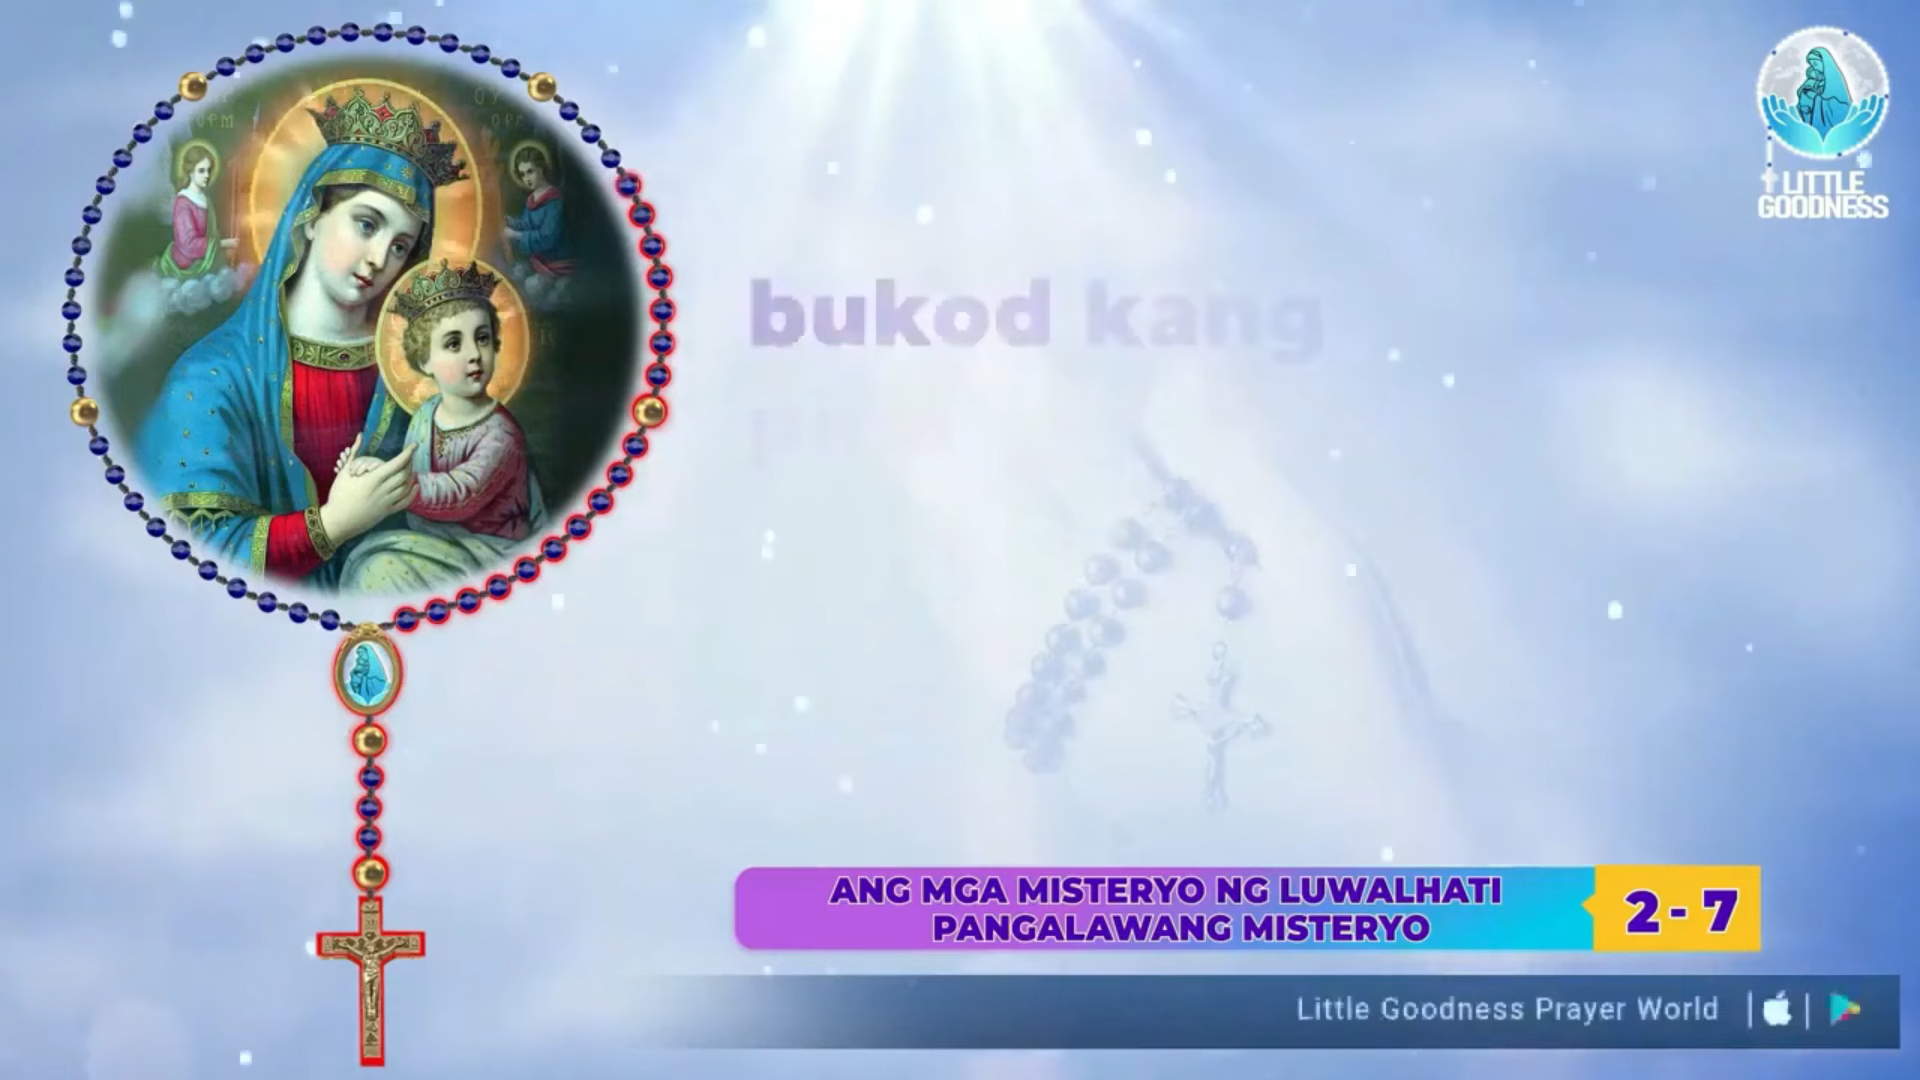 LITTLE
GOODNESS
bukod kang
ANG MGA MISTERYO NG LUWALHATI
PANGALAWANG MISTERYO
2 - 7
Little Goodness Prayer World